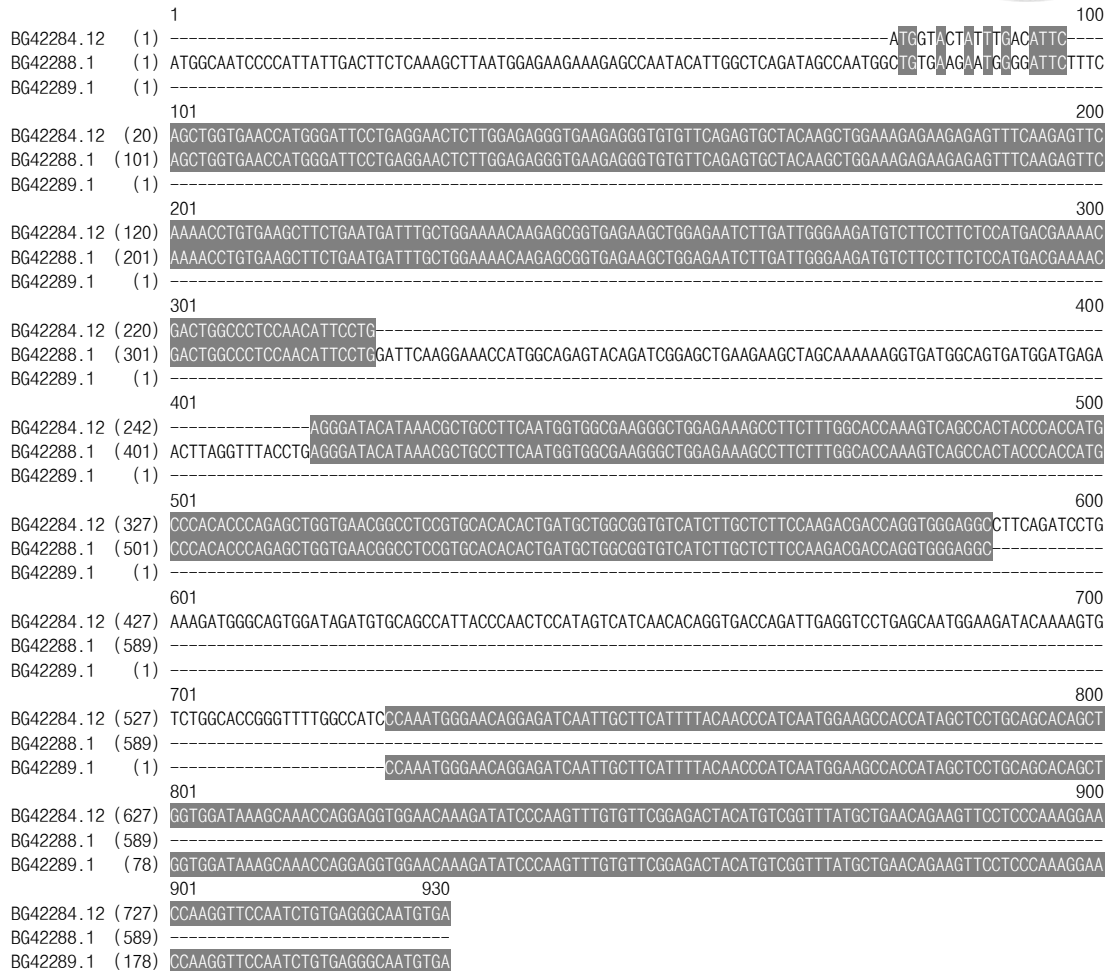 1 100
BG42284.12 (1) -----------------------------------------------------------------------------ATGGTACTATTTGACATTC----
BG42288.1 (1) ATGGCAATCCCCATTATTGACTTCTCAAAGCTTAATGGAGAAGAAAGAGCCAATACATTGGCTCAGATAGCCAATGGCTGTGAAGAATGGGGATTCTTTC
BG42289.1 (1) ----------------------------------------------------------------------------------------------------
101 200
BG42284.12 (20) AGCTGGTGAACCATGGGATTCCTGAGGAACTCTTGGAGAGGGTGAAGAGGGTGTGTTCAGAGTGCTACAAGCTGGAAAGAGAAGAGAGTTTCAAGAGTTC
BG42288.1 (101) AGCTGGTGAACCATGGGATTCCTGAGGAACTCTTGGAGAGGGTGAAGAGGGTGTGTTCAGAGTGCTACAAGCTGGAAAGAGAAGAGAGTTTCAAGAGTTC
BG42289.1 (1) ----------------------------------------------------------------------------------------------------
201 300
BG42284.12 (120) AAAACCTGTGAAGCTTCTGAATGATTTGCTGGAAAACAAGAGCGGTGAGAAGCTGGAGAATCTTGATTGGGAAGATGTCTTCCTTCTCCATGACGAAAAC
BG42288.1 (201) AAAACCTGTGAAGCTTCTGAATGATTTGCTGGAAAACAAGAGCGGTGAGAAGCTGGAGAATCTTGATTGGGAAGATGTCTTCCTTCTCCATGACGAAAAC
BG42289.1 (1) ----------------------------------------------------------------------------------------------------
301 400
BG42284.12 (220) GACTGGCCCTCCAACATTCCTG------------------------------------------------------------------------------
BG42288.1 (301) GACTGGCCCTCCAACATTCCTGGATTCAAGGAAACCATGGCAGAGTACAGATCGGAGCTGAAGAAGCTAGCAAAAAAGGTGATGGCAGTGATGGATGAGA
BG42289.1 (1) ----------------------------------------------------------------------------------------------------
401 500
BG42284.12 (242) ---------------AGGGATACATAAACGCTGCCTTCAATGGTGGCGAAGGGCTGGAGAAAGCCTTCTTTGGCACCAAAGTCAGCCACTACCCACCATG
BG42288.1 (401) ACTTAGGTTTACCTGAGGGATACATAAACGCTGCCTTCAATGGTGGCGAAGGGCTGGAGAAAGCCTTCTTTGGCACCAAAGTCAGCCACTACCCACCATG
BG42289.1 (1) ----------------------------------------------------------------------------------------------------
501 600
BG42284.12 (327) CCCACACCCAGAGCTGGTGAACGGCCTCCGTGCACACACTGATGCTGGCGGTGTCATCTTGCTCTTCCAAGACGACCAGGTGGGAGGCCTTCAGATCCTG
BG42288.1 (501) CCCACACCCAGAGCTGGTGAACGGCCTCCGTGCACACACTGATGCTGGCGGTGTCATCTTGCTCTTCCAAGACGACCAGGTGGGAGGC------------
BG42289.1 (1) ----------------------------------------------------------------------------------------------------
601 700
BG42284.12 (427) AAAGATGGGCAGTGGATAGATGTGCAGCCATTACCCAACTCCATAGTCATCAACACAGGTGACCAGATTGAGGTCCTGAGCAATGGAAGATACAAAAGTG
BG42288.1 (589) ----------------------------------------------------------------------------------------------------
BG42289.1 (1) ----------------------------------------------------------------------------------------------------
701 800
BG42284.12 (527) TCTGGCACCGGGTTTTGGCCATCCCAAATGGGAACAGGAGATCAATTGCTTCATTTTACAACCCATCAATGGAAGCCACCATAGCTCCTGCAGCACAGCT
BG42288.1 (589) ----------------------------------------------------------------------------------------------------
BG42289.1 (1) -----------------------CCAAATGGGAACAGGAGATCAATTGCTTCATTTTACAACCCATCAATGGAAGCCACCATAGCTCCTGCAGCACAGCT
801 900
BG42284.12 (627) GGTGGATAAAGCAAACCAGGAGGTGGAACAAAGATATCCCAAGTTTGTGTTCGGAGACTACATGTCGGTTTATGCTGAACAGAAGTTCCTCCCAAAGGAA
BG42288.1 (589) ----------------------------------------------------------------------------------------------------
BG42289.1 (78) GGTGGATAAAGCAAACCAGGAGGTGGAACAAAGATATCCCAAGTTTGTGTTCGGAGACTACATGTCGGTTTATGCTGAACAGAAGTTCCTCCCAAAGGAA
901 930
BG42284.12 (727) CCAAGGTTCCAATCTGTGAGGGCAATGTGA
BG42288.1 (589) ------------------------------
BG42289.1 (178) CCAAGGTTCCAATCTGTGAGGGCAATGTGA